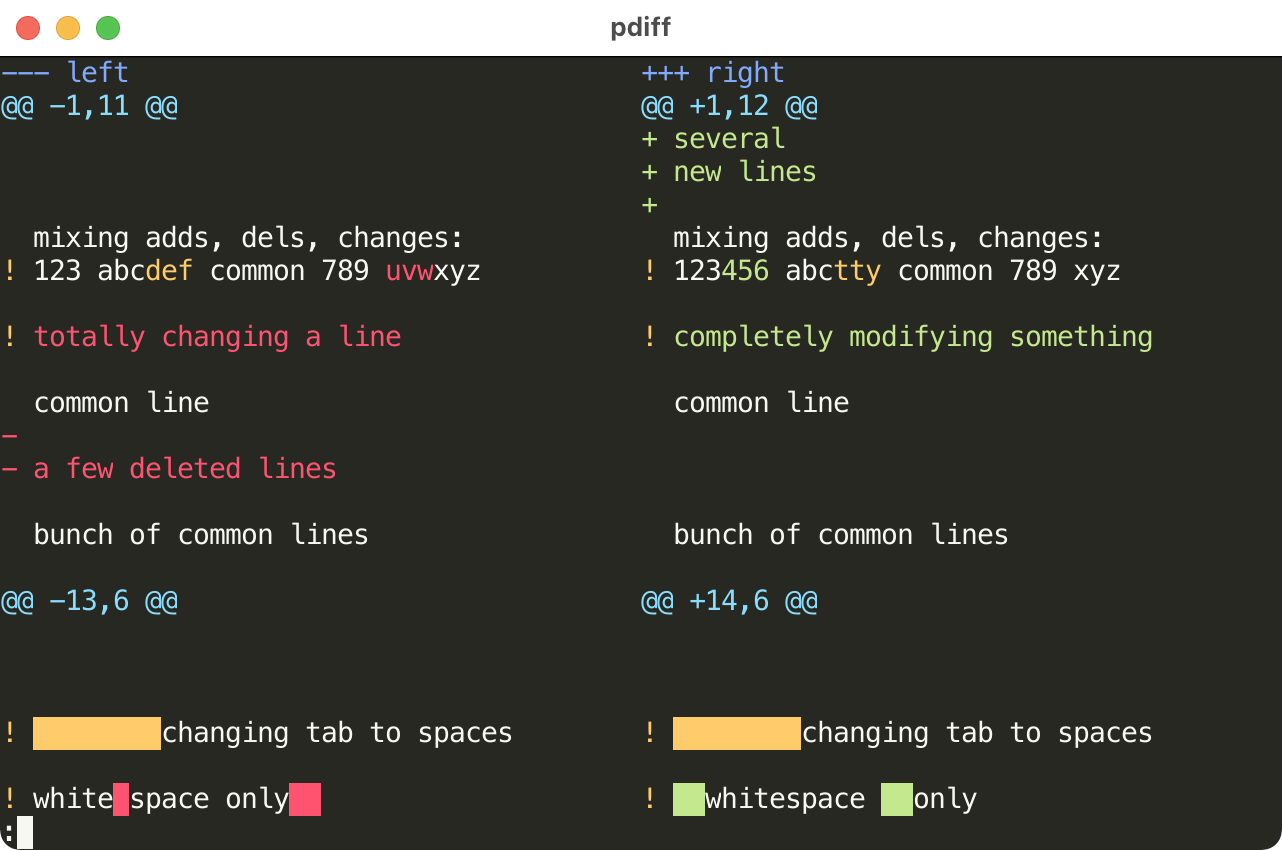 pdiff
--- left +++ right
@@ -1,11 @@ @@ +1,12 @@
+ several
+ new lines
+
mixing adds, dels, changes: mixing adds, dels, changes:
! 123 abcdef common 789 uvwxyz ! 123456 abctty common 789 xyz
! totally changing a line ! completely modifying something
common line common line
-
- a few deleted lines
bunch of common lines bunch of common lines
@@ -13,6 @@ @@ +14,6 @@
! changing tab to spaces ! changing tab to spaces
! white space only ! whitespace only
: